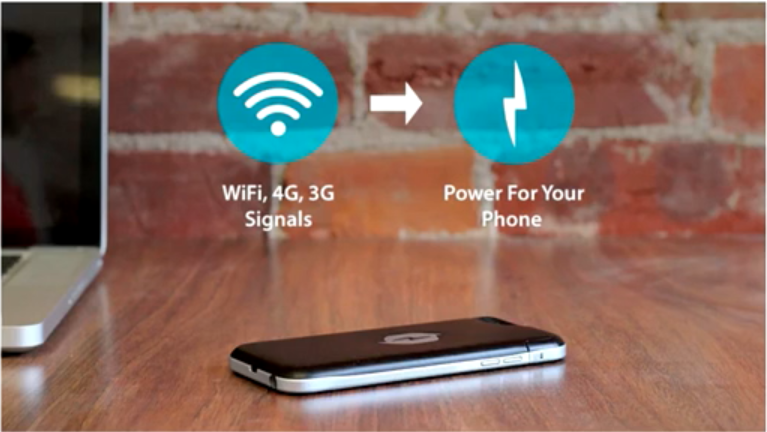 WiFi, 4G, 3G
Signals
Power For Your
Phone